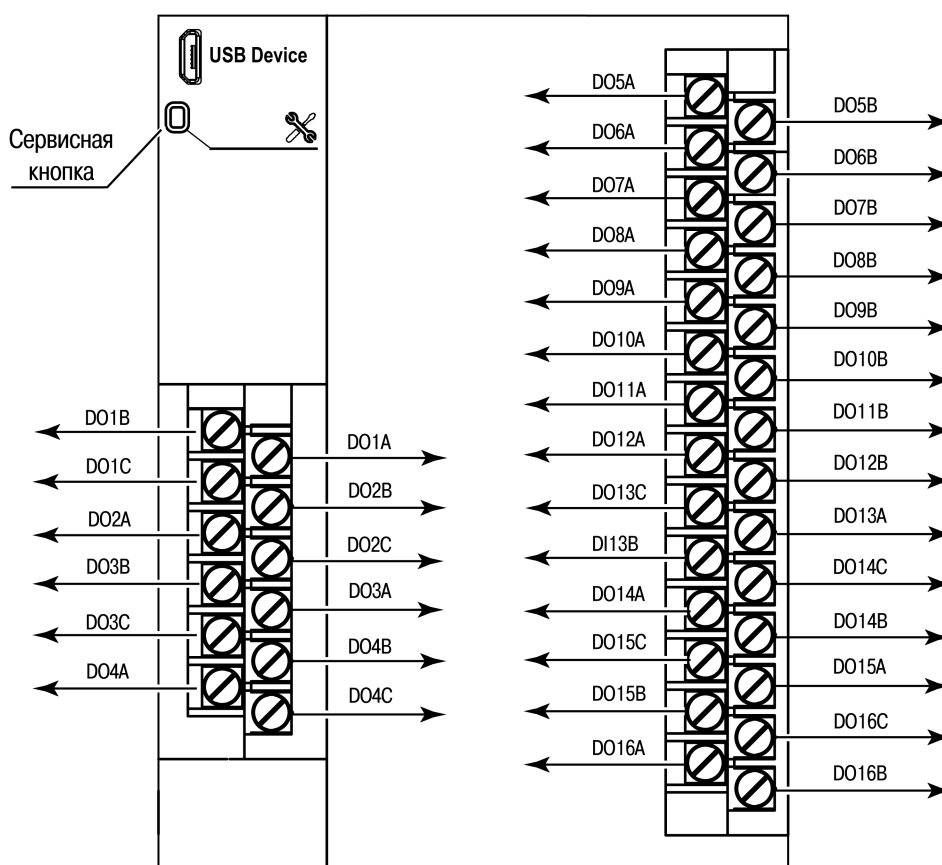 USB Device
Сервисная
кнопка
DO1B
DO1C
DO2A
DO3B
DO3C
DO4A
DO1A
DO2B
DO2C
DO3A
DO4B
DO4C
DO5A
DO6A
DO7A
DO8A
DO9A
DO10A
DO11A
DO12A
DO13C
DI13B
DO14A
DO15C
DO15B
DO16A
DO5B
DO6B
DO7B
DO8B
DO9B
DO10B
DO11B
DO12B
DO13A
DO14C
DO14B
DO15A
DO16C
DO16B